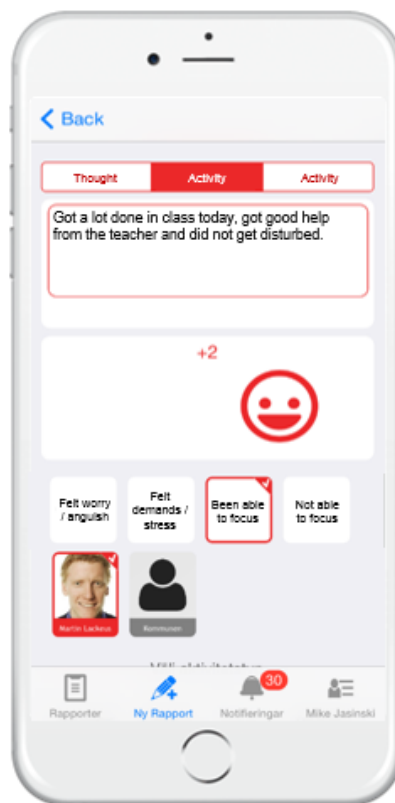 Back
Thought Activity Activity
Got a lot done in class today, got good help
from the teacher and did not get disturbed.
+2
Felt worry
/ anguish
Felt
demands /
stress
Been able
to focus
Not able
to focus
Martin Lackéus
Kommunen
30
Rapporter Ny Rapport Notifieringar Mike Jasinski